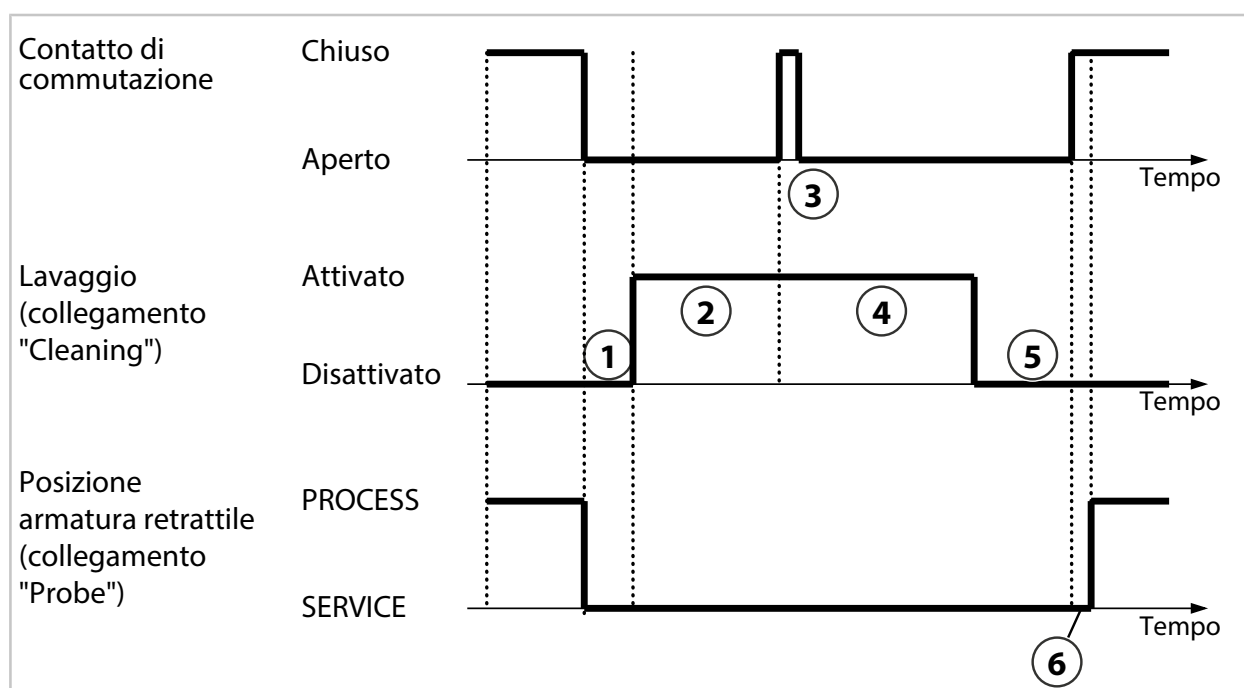 Contatto di
commutazione
Chiuso
Aperto
Tempo
3
Lavaggio
(collegamento
"Cleaning")
Attivato
Disattivato
1
2
4
5
Tempo
Posizione
armatura retrattile
(collegamento
"Probe")
PROCESS
SERVICE
Tempo
6